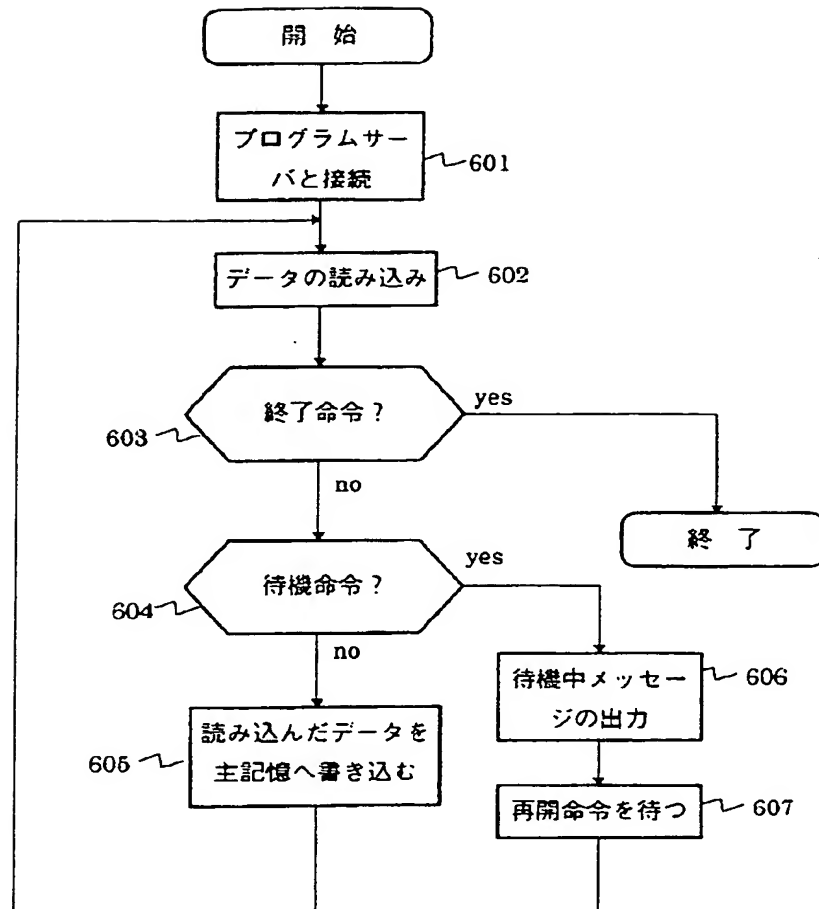 開 始
プログラムサー
バと接続
601
データの読み込み
602
終了命令?
yes
603
no
終 了
待機命令?
yes
604
no
待機中メッセー
ジの出力
606
読み込んだデータを
主記憶へ書き込む
605
再開命令を待つ
607